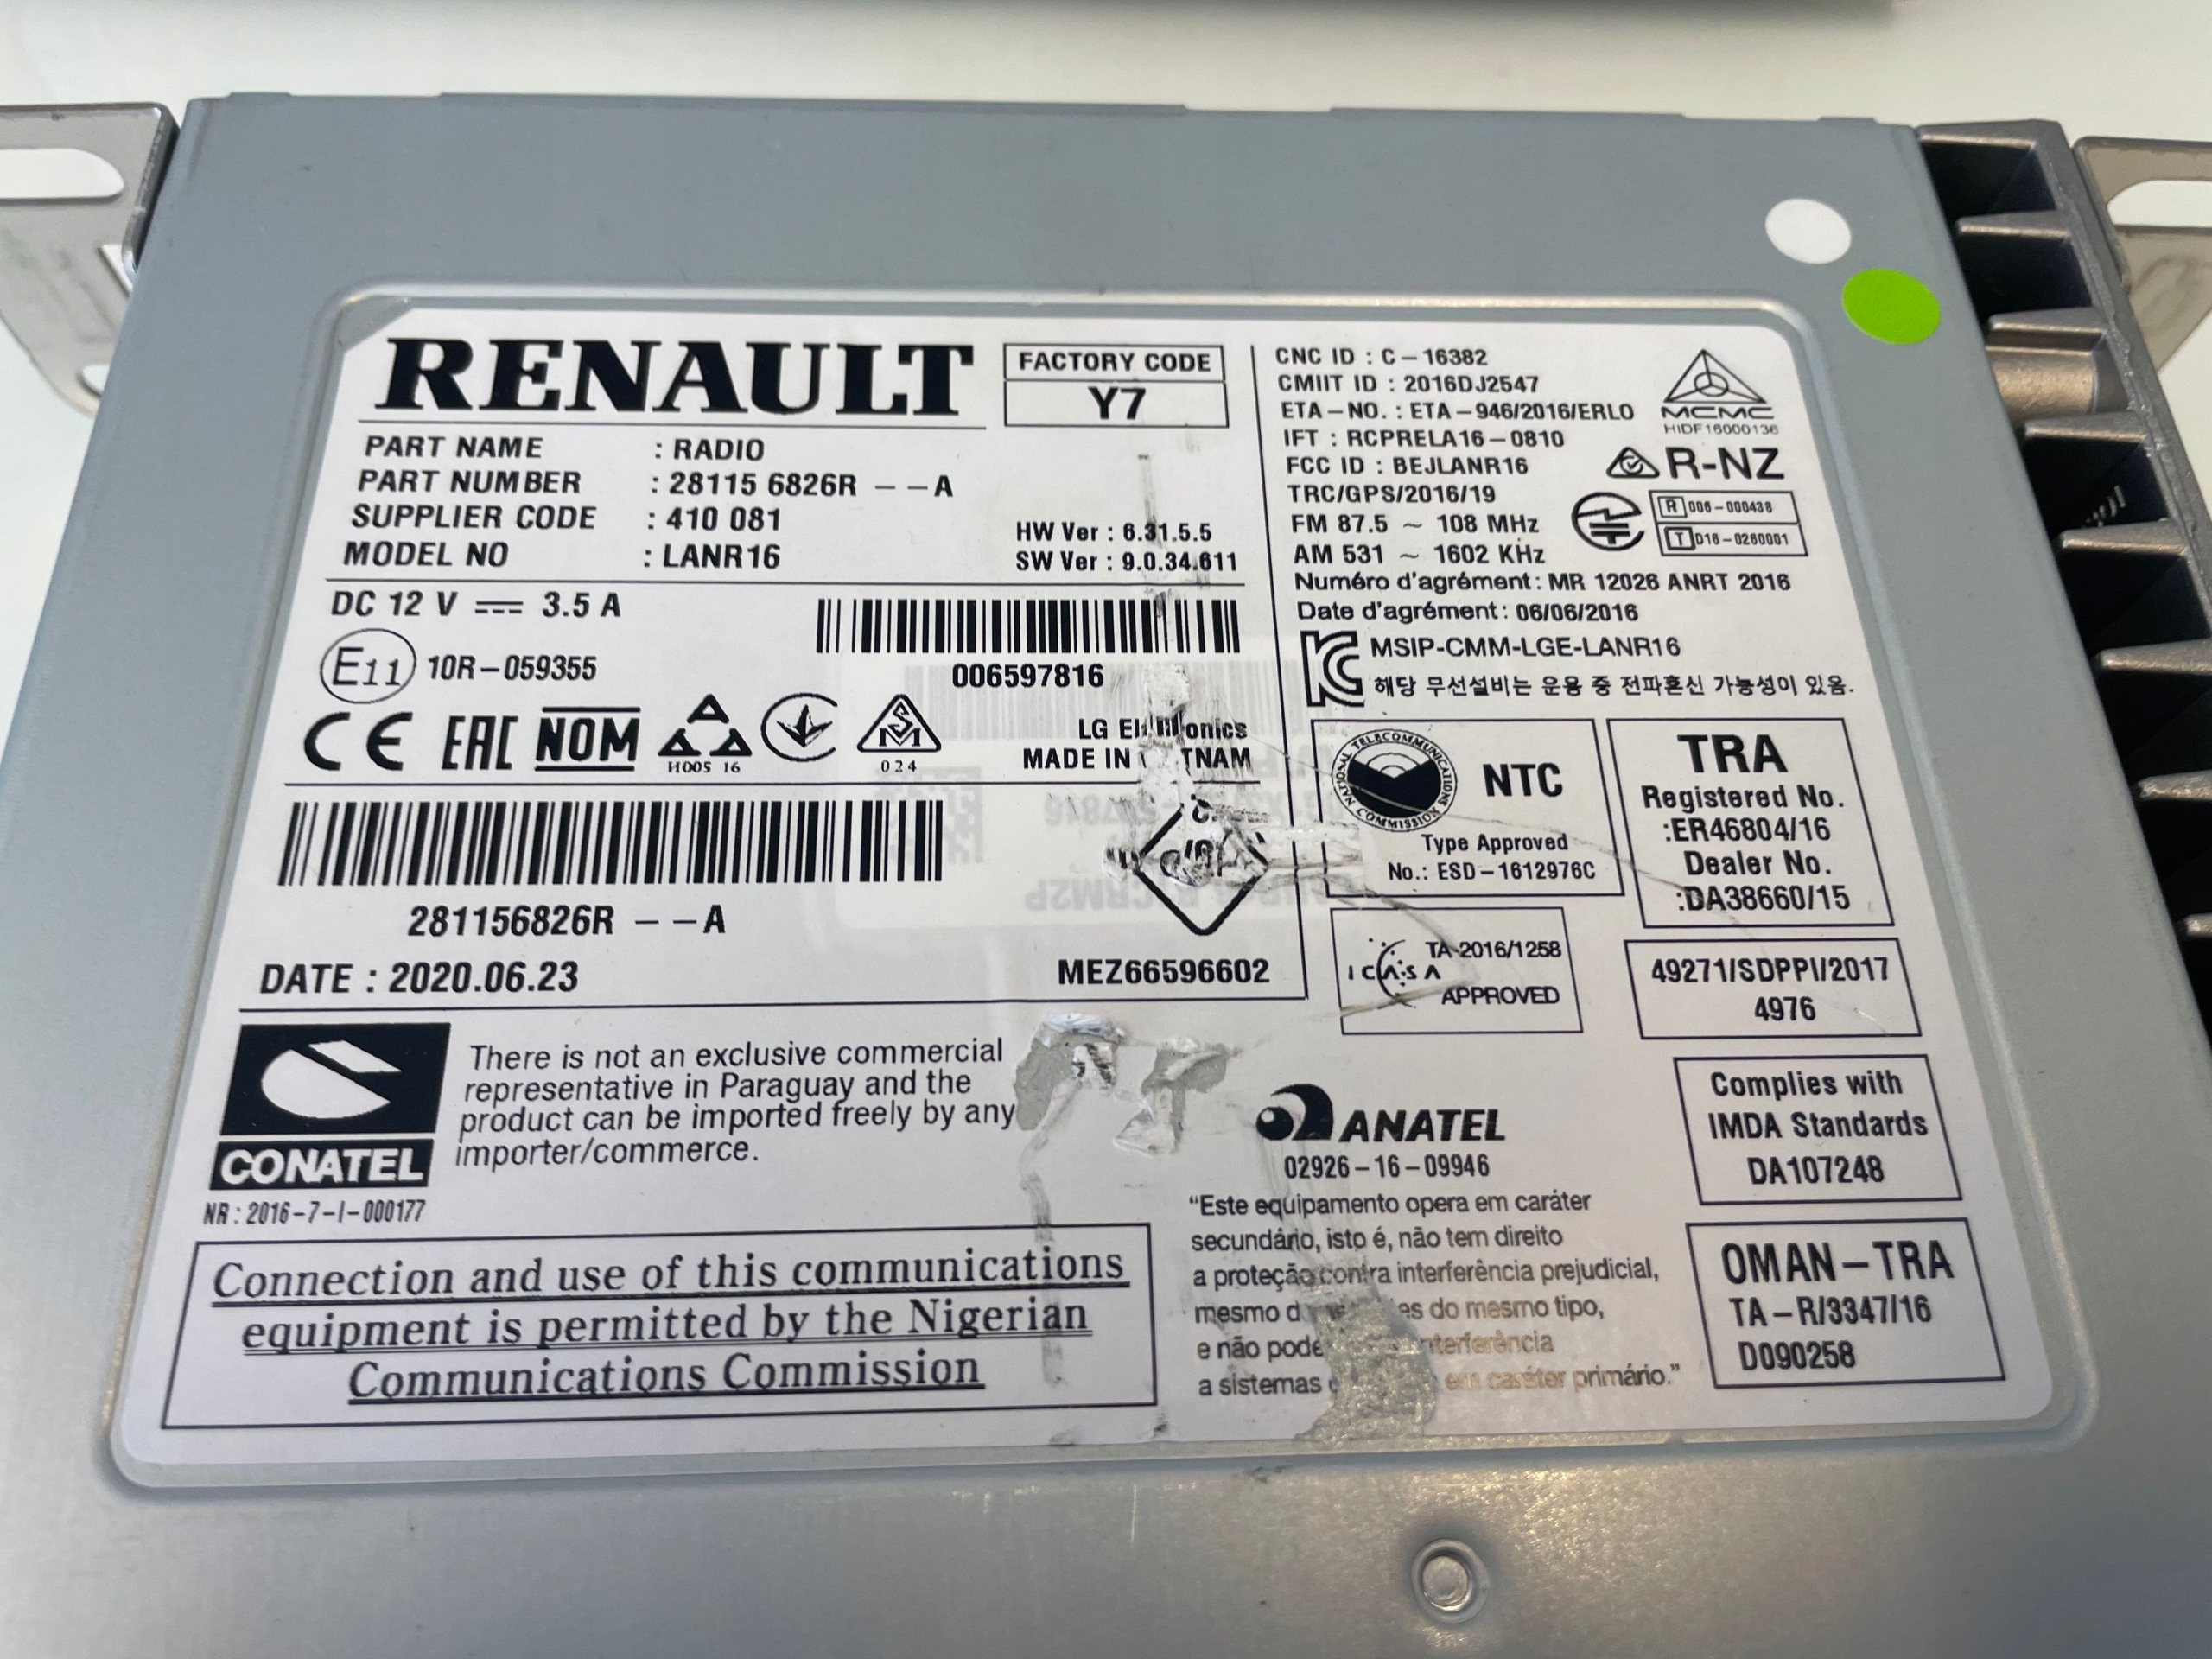 RENAULT
FACTORY CODE
Y7
PART NAME : RADIO
PART NUMBER : 28115 6826R --A
SUPPLIER CODE : 410 081
MODEL NO : LANR16
HW Ver : 6.31.5.5
SW Ver : 9.0.34.611
DC 12 V 3.5 A
E11 10R-059355
006597816
CE EAC NOM
H005 16
SM
024
LG
MADE IN
281156826R --A
DATE : 2020.06.23
MEZ66596602
CNC ID : C-16382
CMIIT ID : 2016DJ2547
ETA-NO. : ETA-946/2016/ERLO
IFT : RCPRELA16-0810
FCC ID : BEJLANR16
TRC/GPS/2016/19
FM 87.5 ~ 108 MHz
AM 531 ~ 1602 KHz
Numéro d'agrément: MR 12026 ANRT 2016
Date d'agrément: 06/06/2016
MCMC
HIDF16000136
R-NZ
R 006-000438
T D16-0260001
MSIP-CMM-LGE-LANR16
해당 무선설비는 운용 중 전파혼신 가능성이 있음.
NATIONAL TELECOMMUNICATIONS COMMISSION
NTC
Type Approved
No.: ESD-1612976C
TRA
Registered No.
:ER46804/16
Dealer No.
:DA38660/15
ICASA
TA-2016/1258
APPROVED
49271/SDPPI/2017
4976
CONATEL
NR : 2016-7-I-000177
There is not an exclusive commercial
representative in Paraguay and the
product can be imported freely by any
importer/commerce.
Connection and use of this communications
equipment is permitted by the Nigerian
Communications Commission
ANATEL
02926-16-09946
“Este equipamento opera em caráter
secundário, isto é, não tem direito
a proteção contra interferência prejudicial,
mesmo do mesmo tipo,
e não interferência
a sistemas em caráter primário.”
Complies with
IMDA Standards
DA107248
OMAN-TRA
TA-R/3347/16
D090258